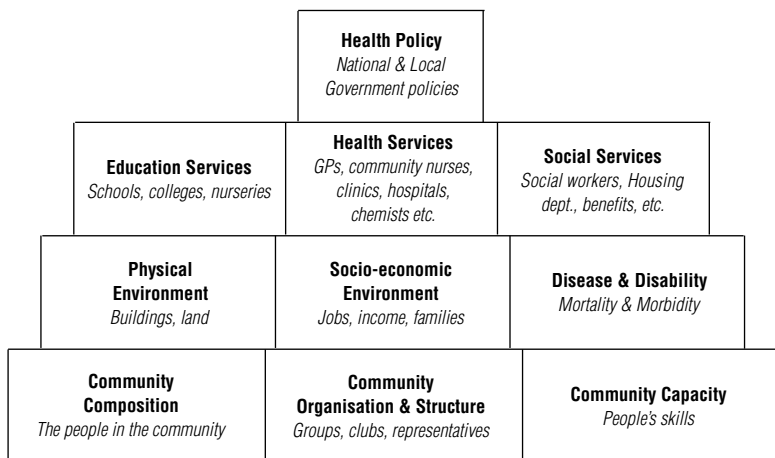 Health Policy
National & Local
Government policies
Education Services
Schools, colleges, nurseries
Health Services
GPs, community nurses,
clinics, hospitals,
chemists etc.
Social Services
Social workers, Housing
dept., benefits, etc.
Physical
Environment
Buildings, land
Socio-economic
Environment
Jobs, income, families
Disease & Disability
Mortality & Morbidity
Community
Composition
The people in the community
Community
Organisation & Structure
Groups, clubs, representatives
Community Capacity
People's skills